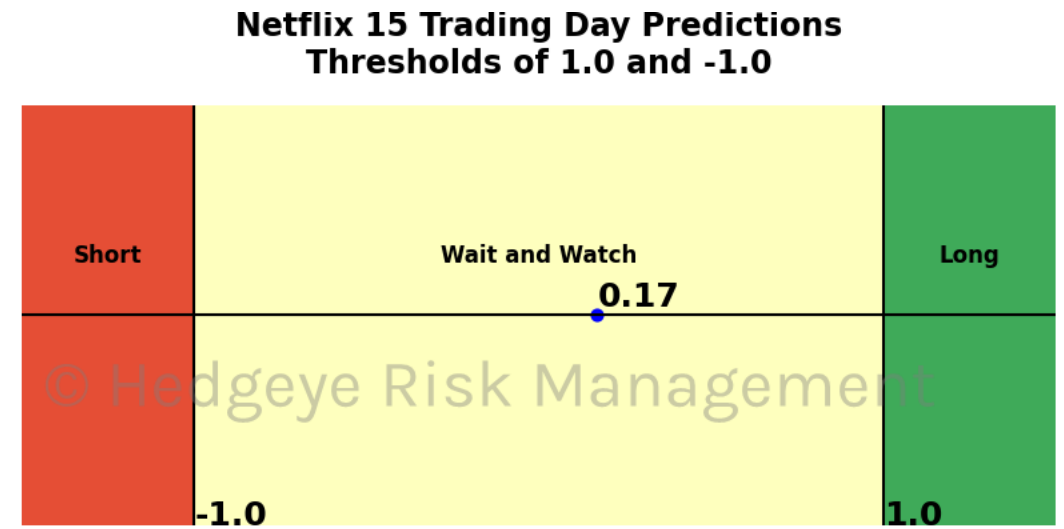 Netflix 15 Trading Day Predictions
Thresholds of 1.0 and -1.0
Short
Wait and Watch
Long
0.17
© Hedgeye Risk Management
-1.0
1.0